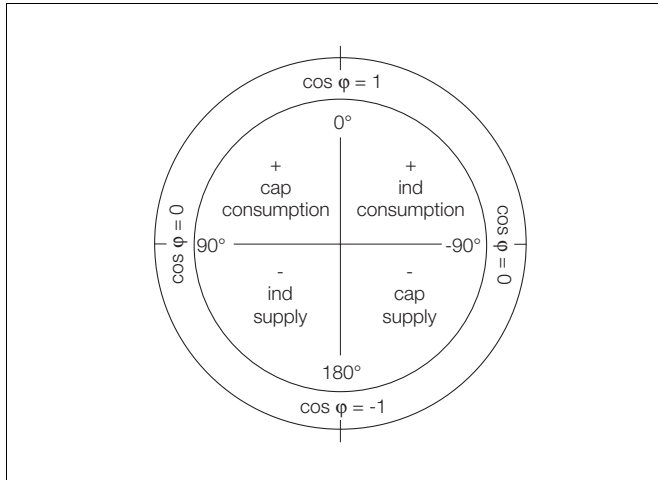 cos φ = 1
0°
+
cap
consumption
+
ind
consumption
cos φ = 0
90°
-90°
cos φ = 0
-
ind
supply
-
cap
supply
180°
cos φ = -1